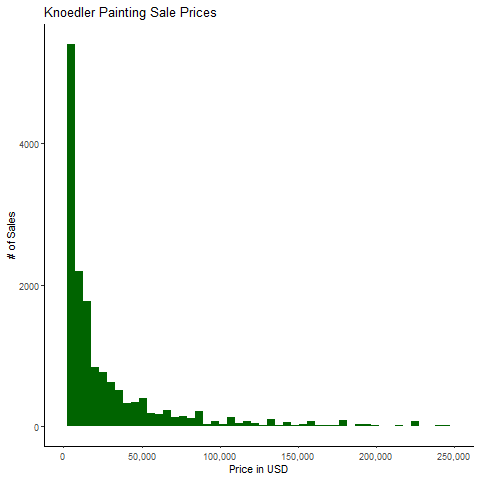 Knoedler Painting Sale Prices
# of Sales
4000
2000
0
0 50,000 100,000 150,000 200,000 250,000
Price in USD